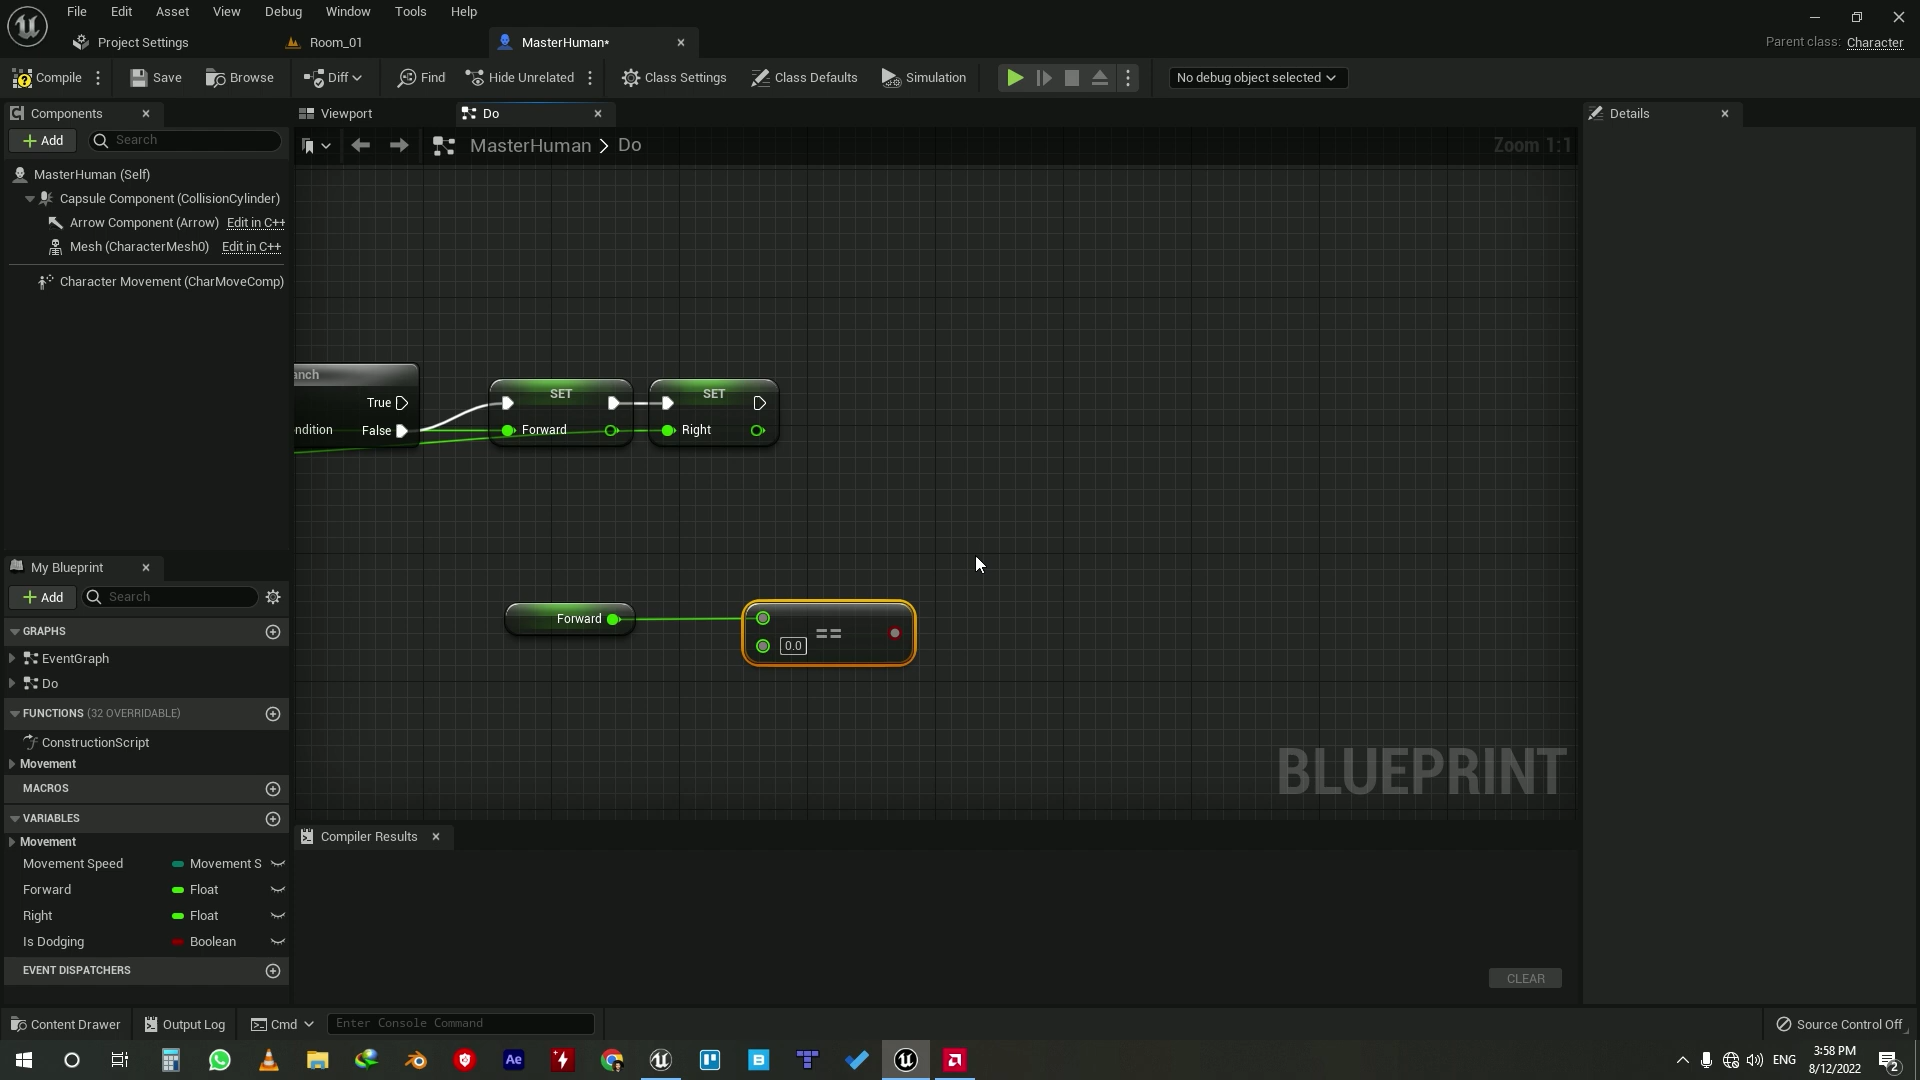 File Edit Asset View Debug Window Tools Help
Project Settings Room_01 MasterHuman*
Parent class: Character
Compile Save Browse Diff Find Hide Unrelated Class Settings Class Defaults Simulation No debug object selected
Components Viewport Do Details
Add Search
MasterHuman > Do Zoom 1:1
MasterHuman (Self)
Capsule Component (CollisionCylinder)
Arrow Component (Arrow) Edit in C++
Mesh (CharacterMesh0) Edit in C++
Character Movement (CharMoveComp)
anch
True
ndition False
SET
Forward
SET
Right
Forward
0.0 ==
BLUEPRINT
My Blueprint
Add Search
GRAPHS
EventGraph
Do
FUNCTIONS (32 OVERRIDABLE)
ConstructionScript
Movement
MACROS
VARIABLES
Movement
Movement Speed Movement S
Forward Float
Right Float
Is Dodging Boolean
EVENT DISPATCHERS
Compiler Results
CLEAR
Content Drawer Output Log Cmd Enter Console Command Source Control Off
Ae
ENG
3:58 PM
8/12/2022
2